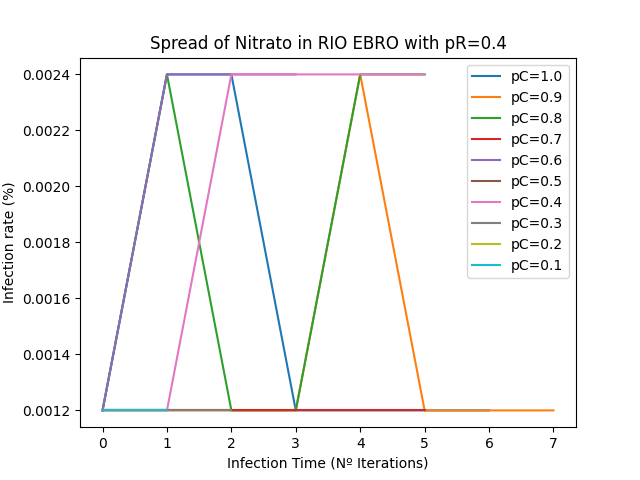 Spread of Nitrato in RIO EBRO with pR=0.4
Infection rate (%)
0.0024
0.0022
0.0020
0.0018
0.0016
0.0014
0.0012
0 1 2 3 4 5 6 7
Infection Time (Nº Iterations)
pC=1.0
pC=0.9
pC=0.8
pC=0.7
pC=0.6
pC=0.5
pC=0.4
pC=0.3
pC=0.2
pC=0.1